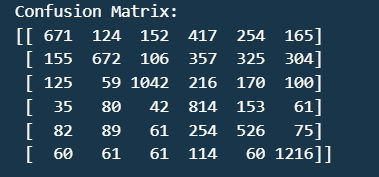 Confusion Matrix:
[[ 671 124 152 417 254 165]
[ 155 672 106 357 325 304]
[ 125 59 1042 216 170 100]
[ 35 80 42 814 153 61]
[ 82 89 61 254 526 75]
[ 60 61 61 114 60 1216]]